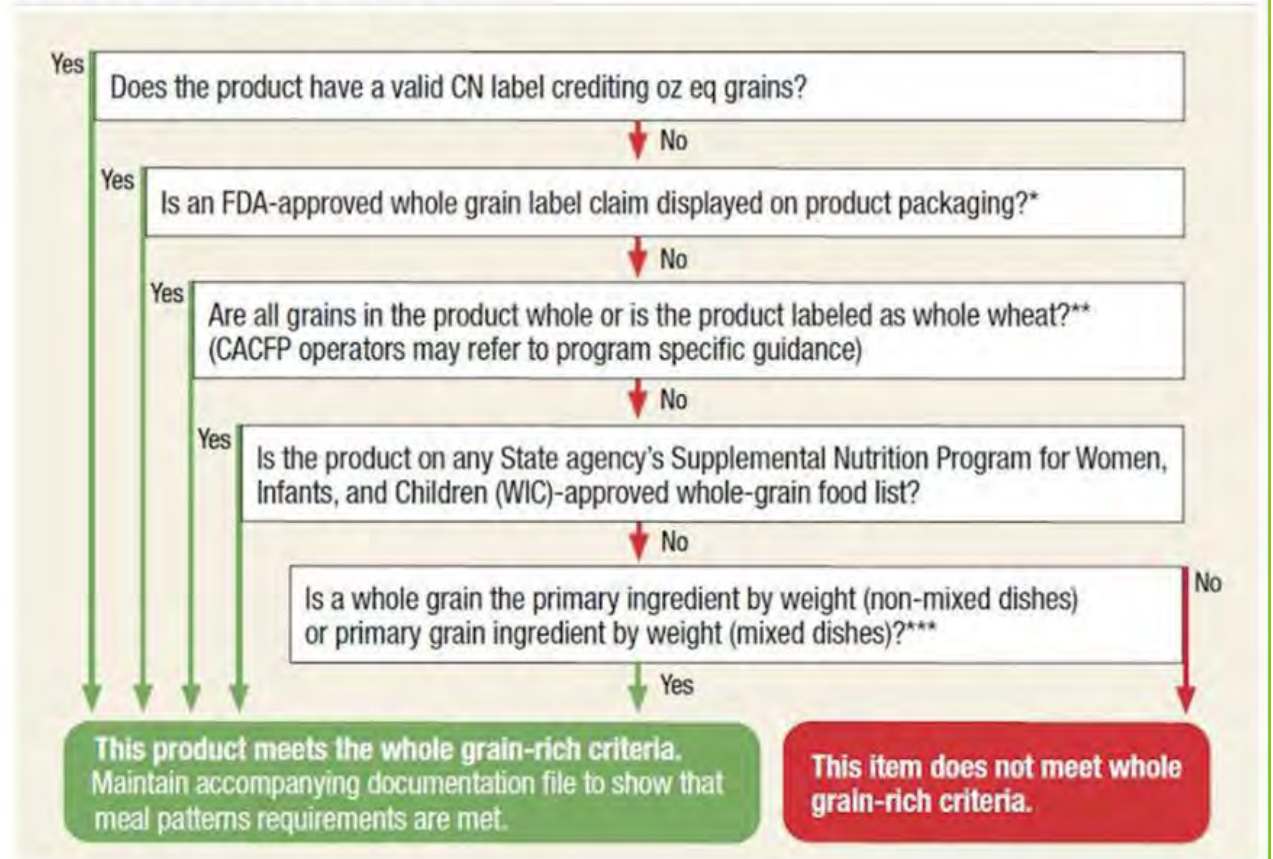 Yes
Does the product have a valid CN label crediting oz eq grains?
No
Yes
Is an FDA-approved whole grain label claim displayed on product packaging?*
No
Yes
Are all grains in the product whole or is the product labeled as whole wheat?**
(CACFP operators may refer to program specific guidance)
No
Yes
Is the product on any State agency's Supplemental Nutrition Program for Women,
Infants, and Children (WIC)-approved whole-grain food list?
No
Is a whole grain the primary ingredient by weight (non-mixed dishes)
or primary grain ingredient by weight (mixed dishes)?***
No
Yes
This product meets the whole grain-rich criteria.
Maintain accompanying documentation file to show that
meal patterns requirements are met.
This item does not meet whole
grain-rich criteria.